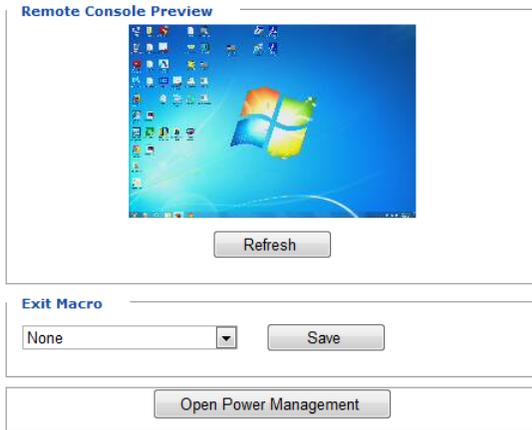 Remote Console Preview
Refresh
Exit Macro
None
Save
Open Power Management